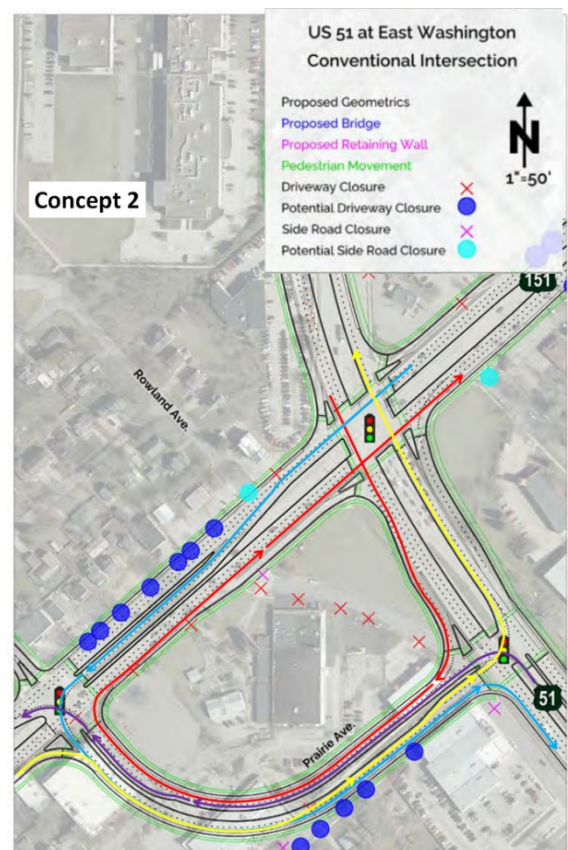 US 51 at East Washington
Conventional Intersection
Proposed Geometrics
Proposed Bridge
Proposed Retaining Wall
Pedestrian Movement
Driveway Closure
Potential Driveway Closure
Side Road Closure
Potential Side Road Closure
N
1"=50'
Concept 2
151
Rowland Ave.
51
Prairie Ave.